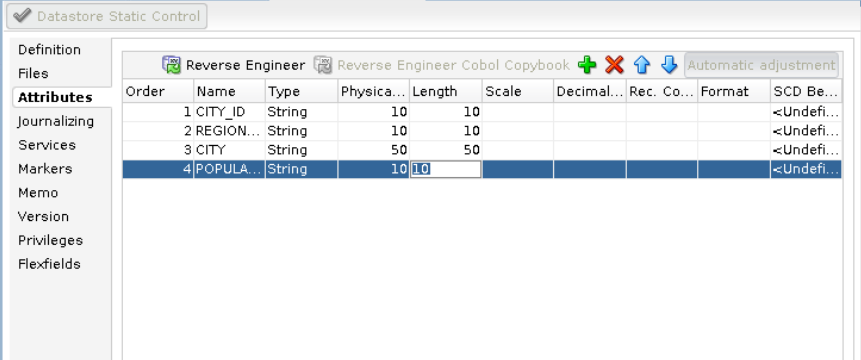 Datastore Static Control
Definition
Files
Attributes
Journalizing
Services
Markers
Memo
Version
Privileges
Flexfields
Reverse Engineer Reverse Engineer Cobol Copybook Automatic adjustment
Order Name Type Physica... Length Scale Decimal... Rec. Co... Format SCD Be...
1 CITY_ID String 10 10 <Undefi...
2 REGION... String 10 10 <Undefi...
3 CITY String 50 50 <Undefi...
4 POPULA... String 10 10 <Undefi...